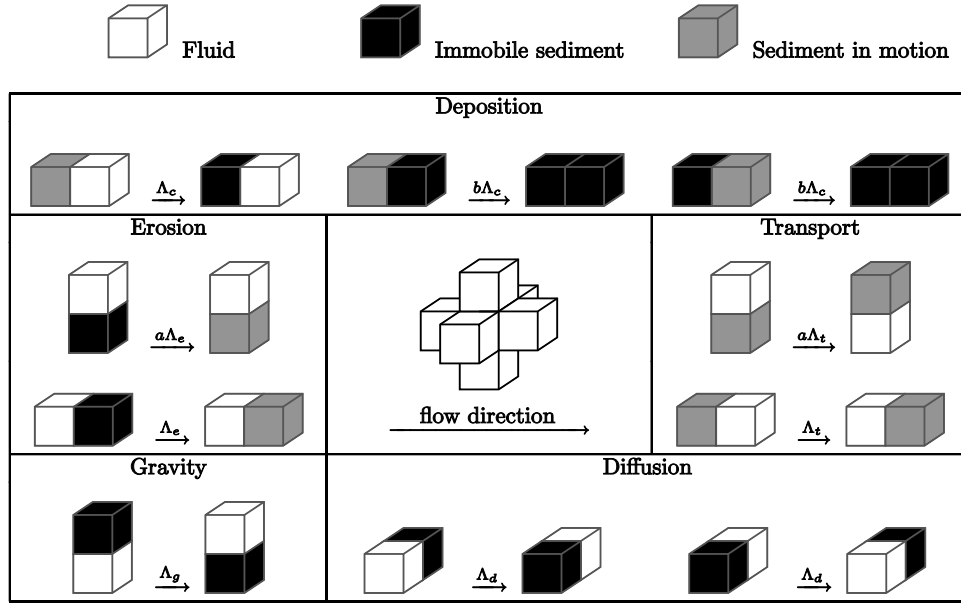 Fluid
Immobile sediment
Sediment in motion
Deposition
Λc
bΛc
bΛc
Erosion
Transport
aΛe
aΛt
flow direction
Λe
Λt
Gravity
Diffusion
Λg
Λd
Λd